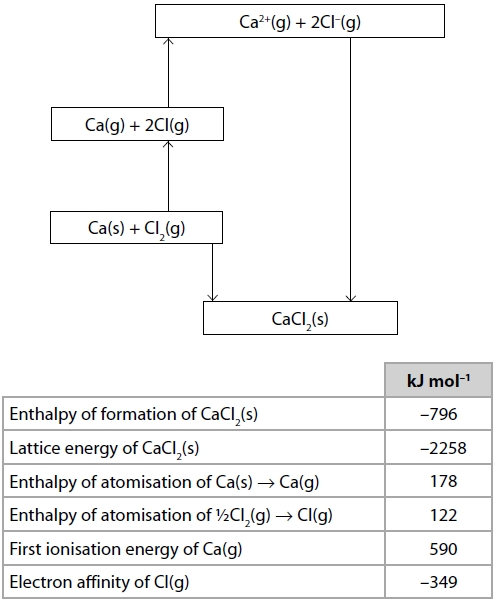 Ca²⁺(g) + 2Cl⁻(g)
Ca(g) + 2Cl(g)
Ca(s) + Cl₂(g)
CaCl₂(s)
kJ mol⁻¹
Enthalpy of formation of CaCl₂(s) –796
Lattice energy of CaCl₂(s) –2258
Enthalpy of atomisation of Ca(s) → Ca(g) 178
Enthalpy of atomisation of ½Cl₂(g) → Cl(g) 122
First ionisation energy of Ca(g) 590
Electron affinity of Cl(g) –349